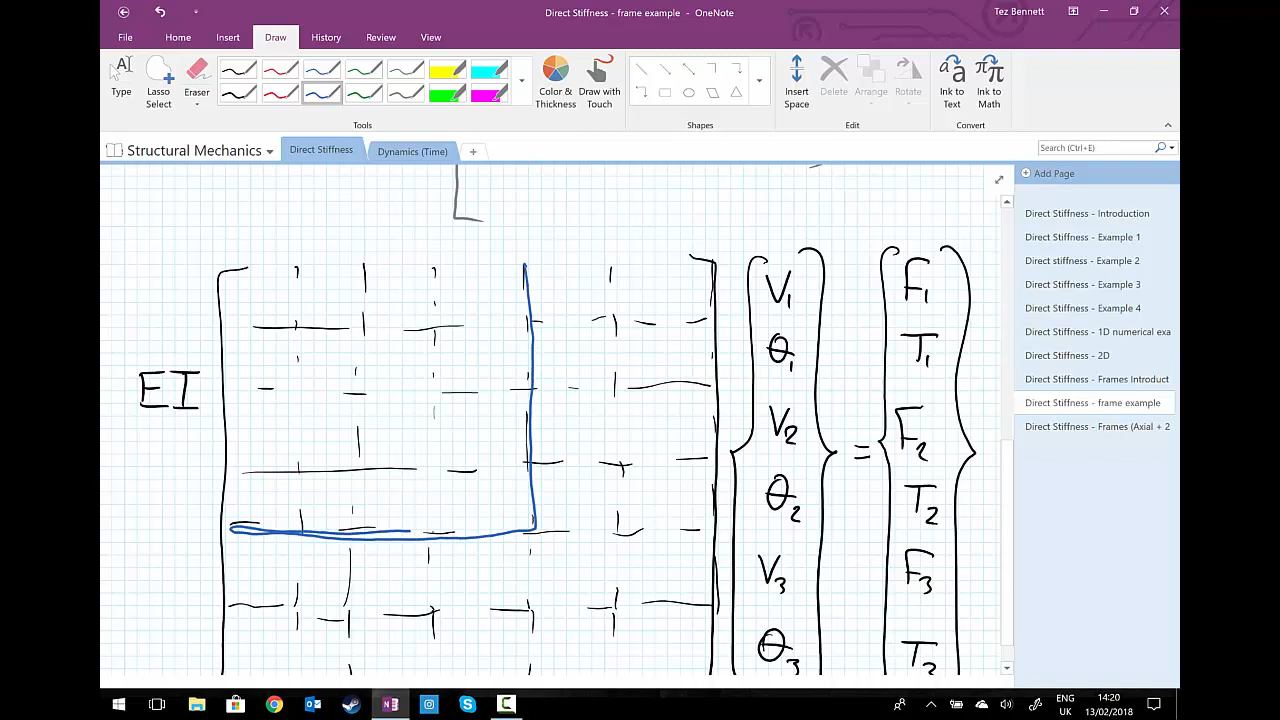 Direct Stiffness - frame example - OneNote
Tez Bennett
File Home Insert Draw History Review View
Type
Lasso Select
Eraser
Color & Thickness
Draw with Touch
Insert Space
Delete
Arrange
Rotate
Ink to Text
Ink to Math
Tools
Shapes
Edit
Convert
Structural Mechanics
Direct Stiffness
Dynamics (Time)
Search (Ctrl+E)
Add Page
Direct Stiffness - Introduction
Direct Stiffness - Example 1
Direct stiffness - Example 2
Direct Stiffness - Example 3
Direct Stiffness - Example 4
Direct Stiffness - 1D numerical exa
Direct Stiffness - 2D
Direct Stiffness - Frames Introduct
Direct Stiffness - frame example
Direct Stiffness - Frames (Axial + 2
EI
V1
θ1
V2
θ2
V3
θ3
=
F1
T1
F2
T2
F3
T3
ENG
UK
14:20
13/02/2018